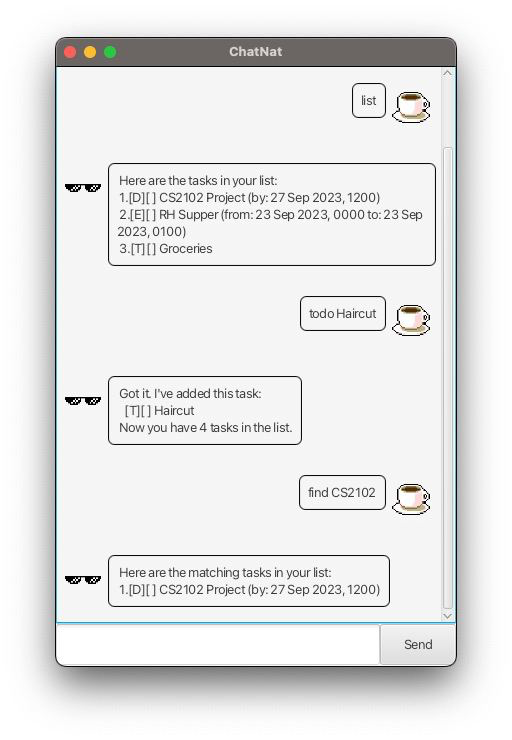 ChatNat
list
Here are the tasks in your list:
1.[D][ ] CS2102 Project (by: 27 Sep 2023, 1200)
2.[E][ ] RH Supper (from: 23 Sep 2023, 0000 to: 23 Sep
2023, 0100)
3.[T][ ] Groceries
todo Haircut
Got it. I've added this task:
[T][ ] Haircut
Now you have 4 tasks in the list.
find CS2102
Here are the matching tasks in your list:
1.[D][ ] CS2102 Project (by: 27 Sep 2023, 1200)
Send